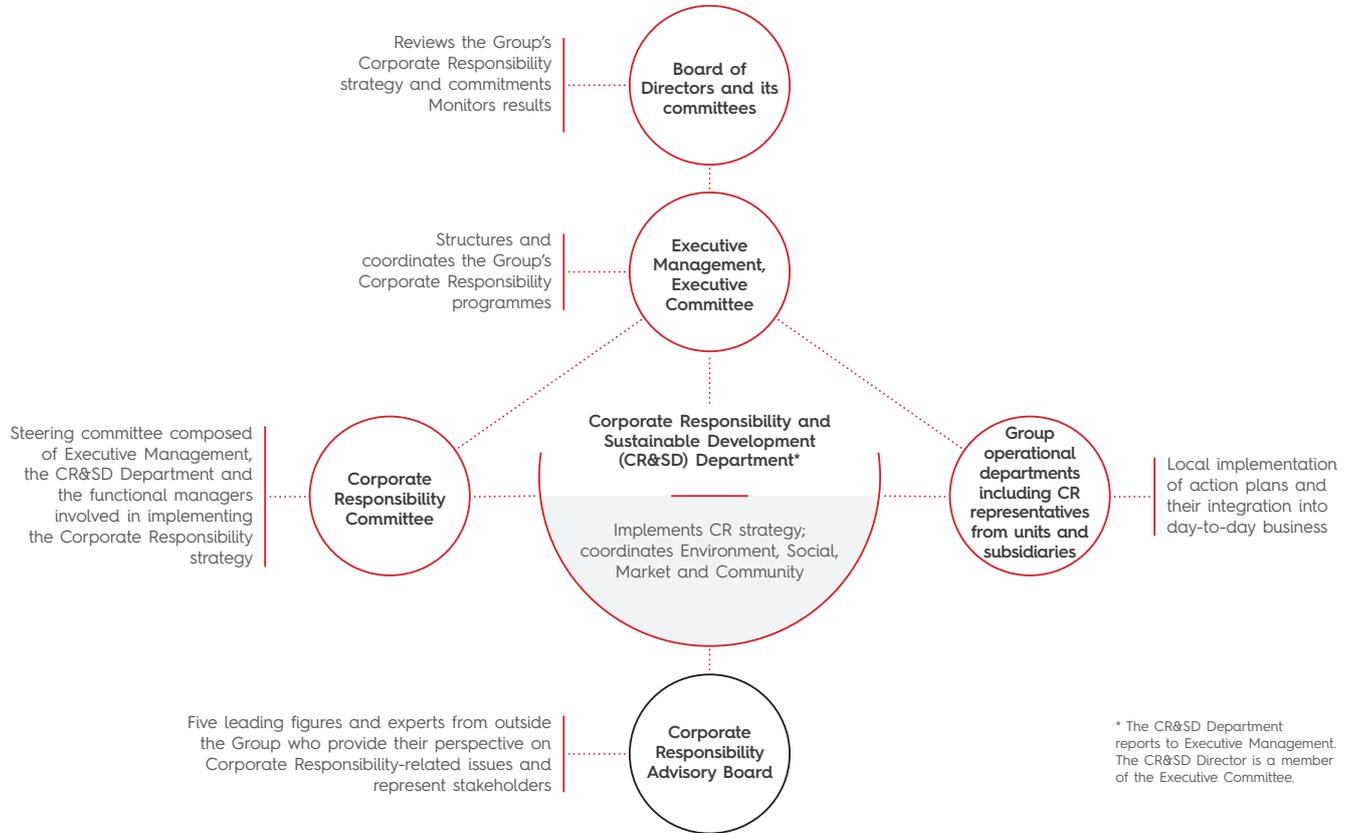 Reviews the Group's
Corporate Responsibility
strategy and commitments
Monitors results
Board of
Directors and its
committees
Structures and
coordinates the Group's
Corporate Responsibility
programmes
Executive
Management,
Executive
Committee
Steering committee composed
of Executive Management,
the CR&SD Department and
the functional managers
involved in implementing
the Corporate Responsibility
strategy
Corporate
Responsibility
Committee
Corporate Responsibility and
Sustainable Development
(CR&SD) Department*
Implements CR strategy;
coordinates Environment, Social,
Market and Community
Group
operational
departments
including CR
representatives
from units and
subsidiaries
Local implementation
of action plans and
their integration into
day-to-day business
Five leading figures and experts from outside
the Group who provide their perspective on
Corporate Responsibility-related issues and
represent stakeholders
Corporate
Responsibility
Advisory Board
* The CR&SD Department
reports to Executive Management.
The CR&SD Director is a member
of the Executive Committee.